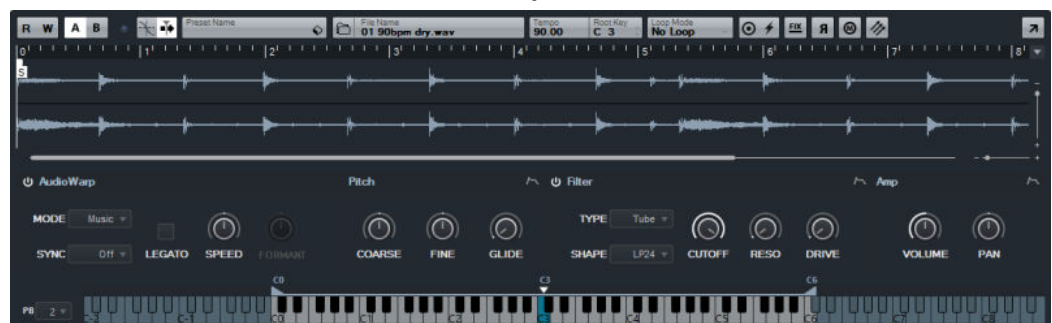 R W A B Preset Name File Name 01 90bpm dry.wav Tempo 90.00 Root Key C 3 Loop Mode No Loop FIX R M
0 1 2 3 4 5 6 7 8
S
AudioWarp Pitch Filter Amp
MODE Music TYPE Tube
SYNC Off LEGATO SPEED FORMANT COARSE FINE GLIDE SHAPE LP24 CUTOFF RESO DRIVE VOLUME PAN
C0 C3 C6
PB 2 C-2 C-1 C0 C1 C2 C3 C4 C5 C6 C7 C8